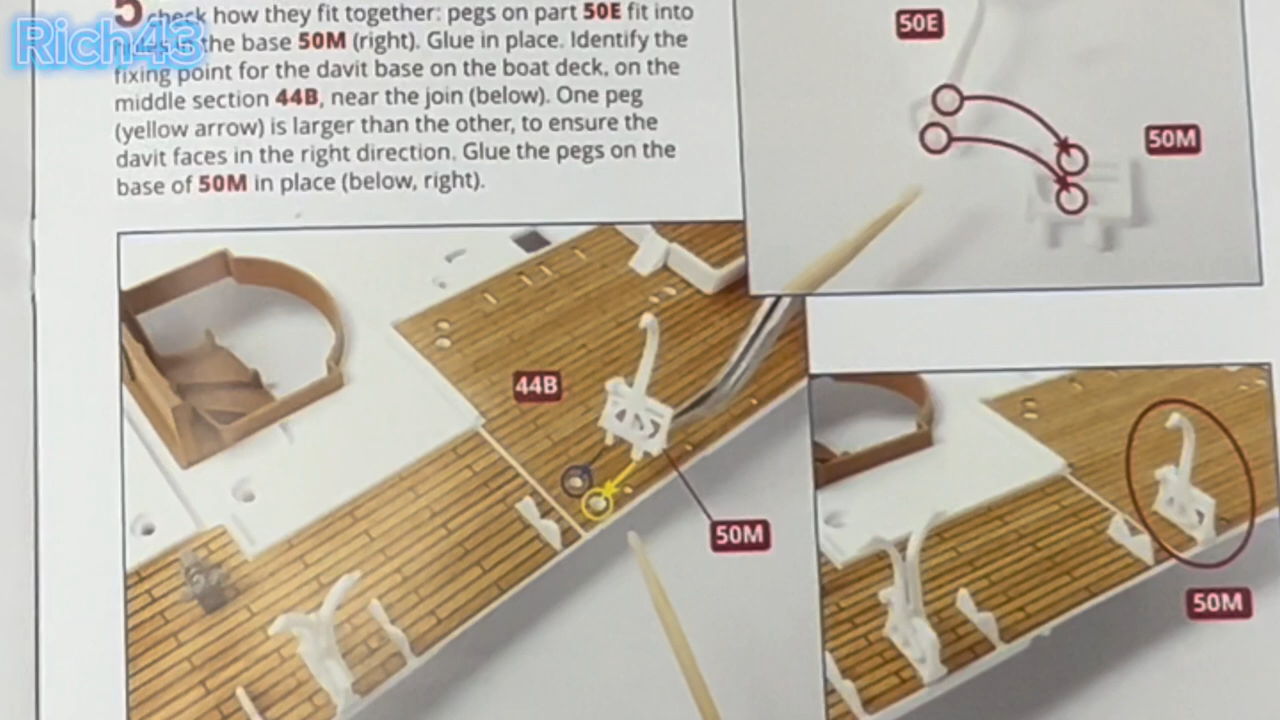 5 check how they fit together: pegs on part 50E fit into
in the base 50M (right). Glue in place. Identify the
fixing point for the davit base on the boat deck, on the
middle section 44B, near the join (below). One peg
(yellow arrow) is larger than the other, to ensure the
davit faces in the right direction. Glue the pegs on the
base of 50M in place (below, right).
Rich43
50E
50M
44B
50M
50M